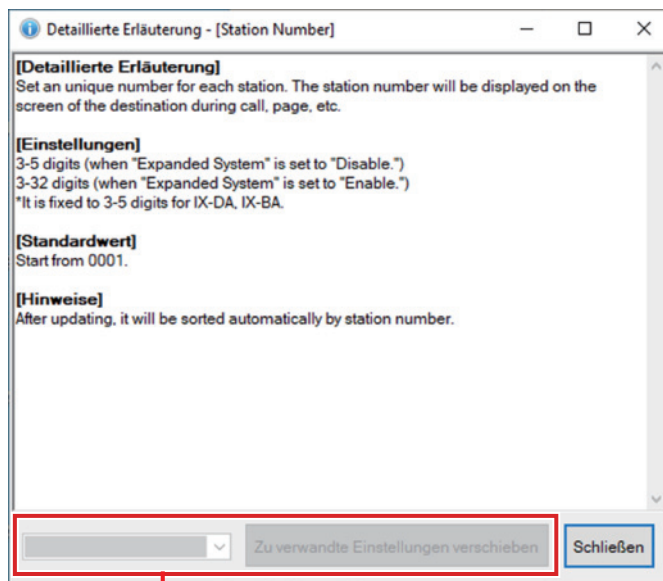 Detaillierte Erläuterung - [Station Number]
[Detaillierte Erläuterung]
Set an unique number for each station. The station number will be displayed on the
screen of the destination during call, page, etc.
[Einstellungen]
3-5 digits (when "Expanded System" is set to "Disable.")
3-32 digits (when "Expanded System" is set to "Enable.")
*It is fixed to 3-5 digits for IX-DA, IX-BA.
[Standardwert]
Start from 0001.
[Hinweise]
After updating, it will be sorted automatically by station number.
Zu verwandte Einstellungen verschieben
Schließen